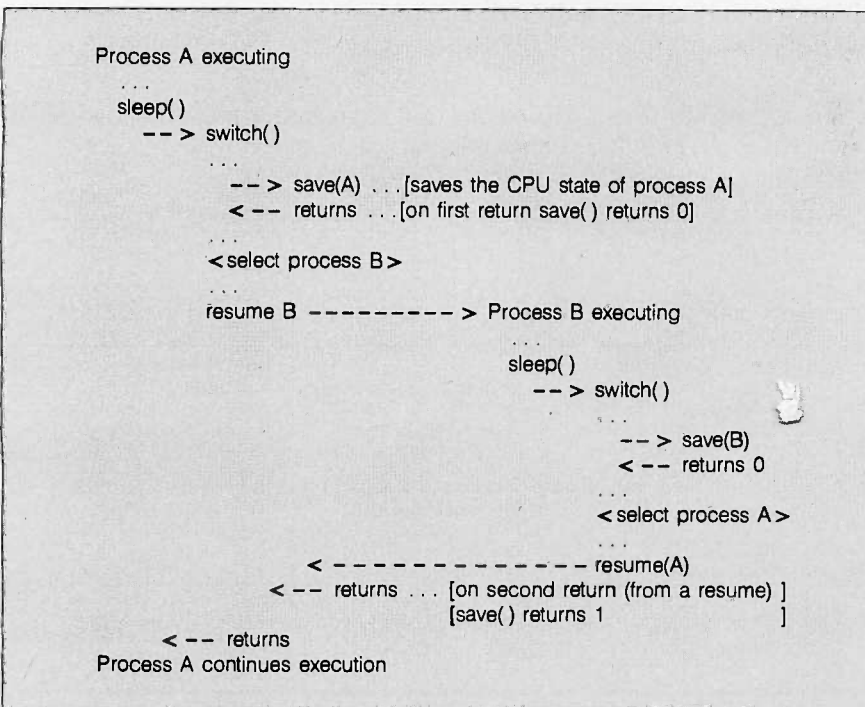 Process A executing
. . .
sleep( )
-- > switch( )
. . .
-- > save(A) . . .[saves the CPU state of process A]
< -- returns . . .[on first return save( ) returns 0]
. . .
<select process B>
. . .
resume B --------- > Process B executing
. . .
sleep( )
-- > switch( )
. . .
-- > save(B)
< -- returns 0
. . .
<select process A>
. . .
< -------------- resume(A)
< -- returns . . . [on second return (from a resume) ]
[save( ) returns 1 ]
< -- returns
Process A continues execution